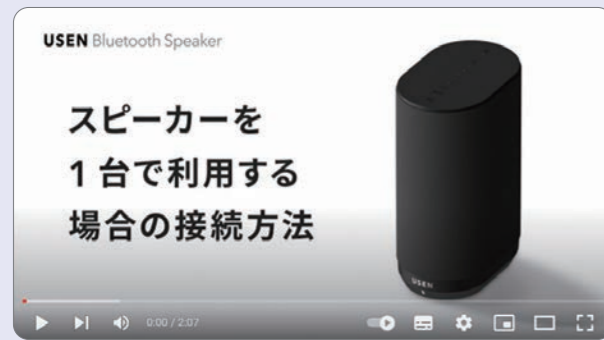 USEN Bluetooth Speaker
スピーカーを
1台で利用する
場合の接続方法
USEN
0:00 / 2:07